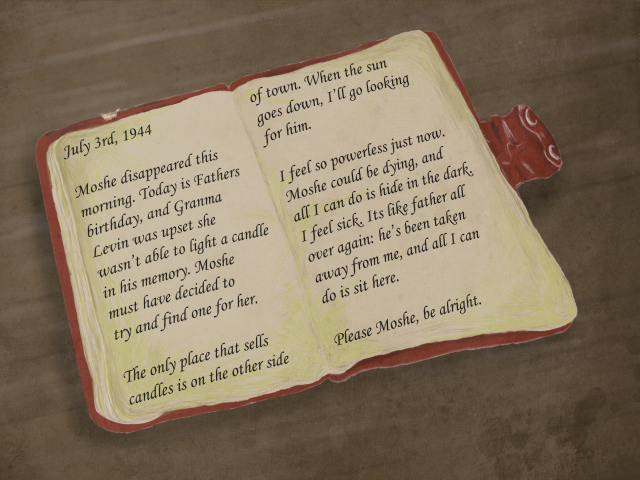 July 3rd, 1944
Moshe disappeared this
morning. Today is Fathers
birthday, and Granma
Levin was upset she
wasn't able to light a candle
in his memory. Moshe
must have decided to
try and find one for her.
The only place that sells
candles is on the other side
of town. When the sun
goes down, I'll go looking
for him.
I feel so powerless just now.
Moshe could be dying, and
all I can do is hide in the dark.
I feel sick. Its like father all
over again: he's been taken
away from me, and all I can
do is sit here.
Please Moshe, be alright.